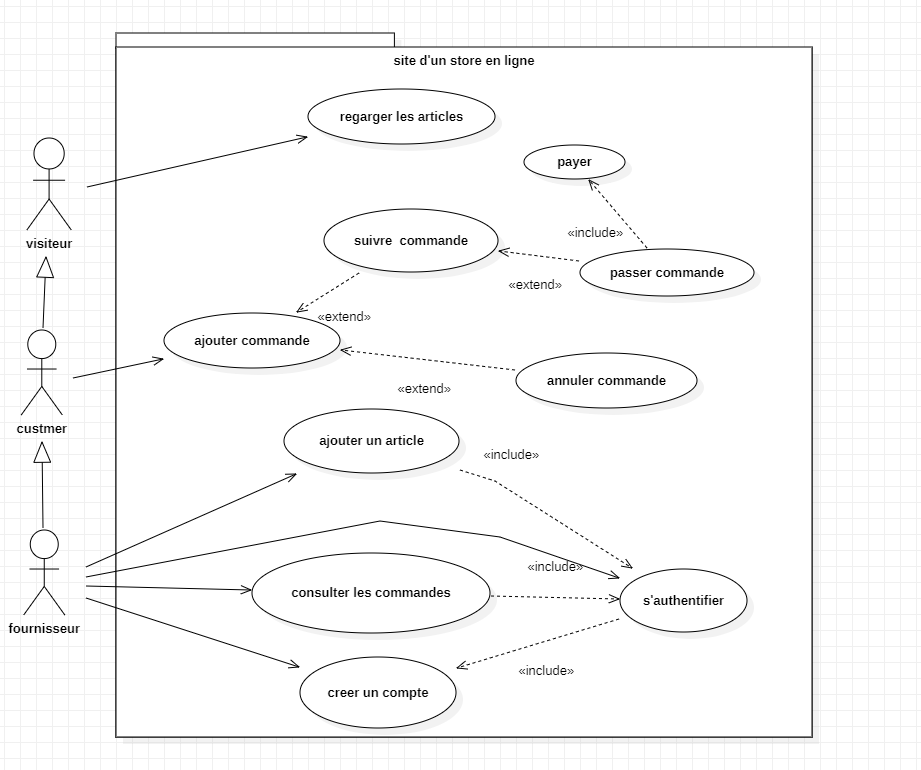 site d'un store en ligne
regarger les articles
payer
visiteur
suivre commande
«include»
passer commande
«extend»
«extend»
ajouter commande
annuler commande
«extend»
custmer
ajouter un article
«include»
«include»
consulter les commandes
s'authentifier
fournisseur
«include»
creer un compte